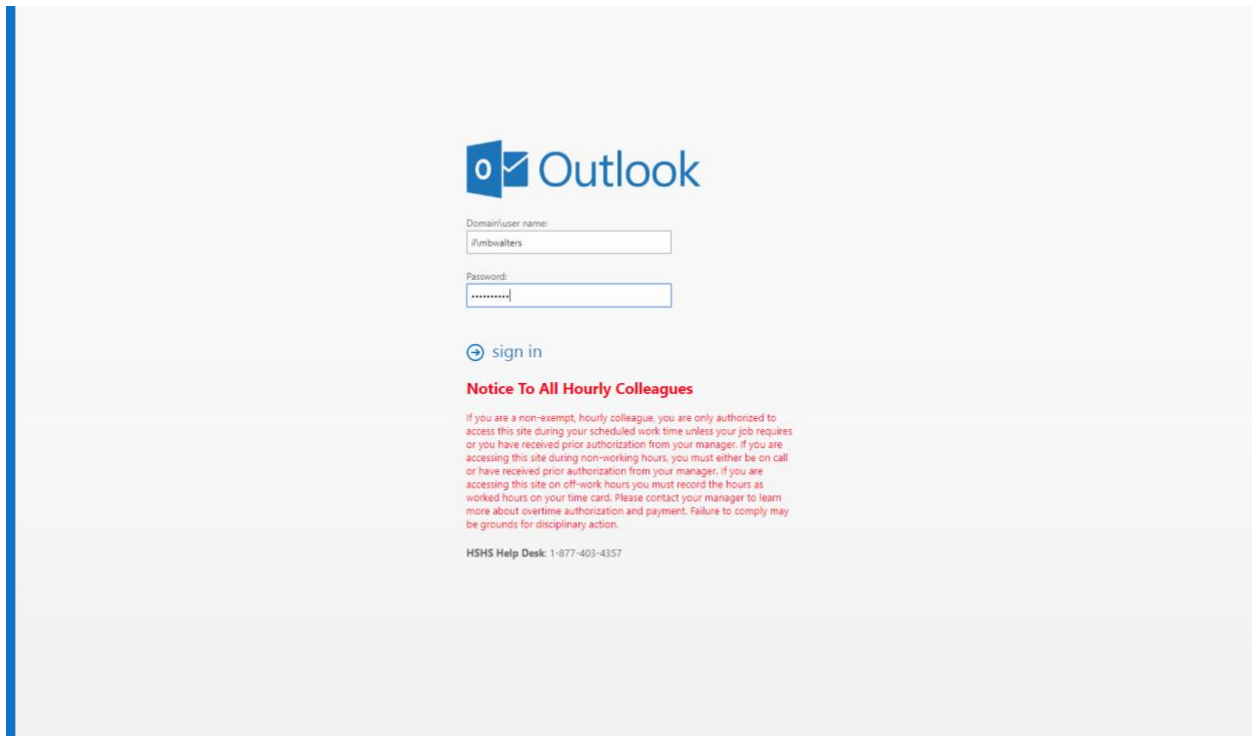 Outlook
Domain\user name:
il\mbwalters
Password:
••••••••••
sign in
Notice To All Hourly Colleagues
If you are a non-exempt, hourly colleague, you are only authorized to
access this site during your scheduled work time unless your job requires
or you have received prior authorization from your manager. If you are
accessing this site during non-working hours, you must either be on call
or have received prior authorization from your manager. If you are
accessing this site on off-work hours you must record the hours as
worked hours on your time card. Please contact your manager to learn
more about overtime authorization and payment. Failure to comply may
be grounds for disciplinary action.
HSHS Help Desk: 1-877-403-4357